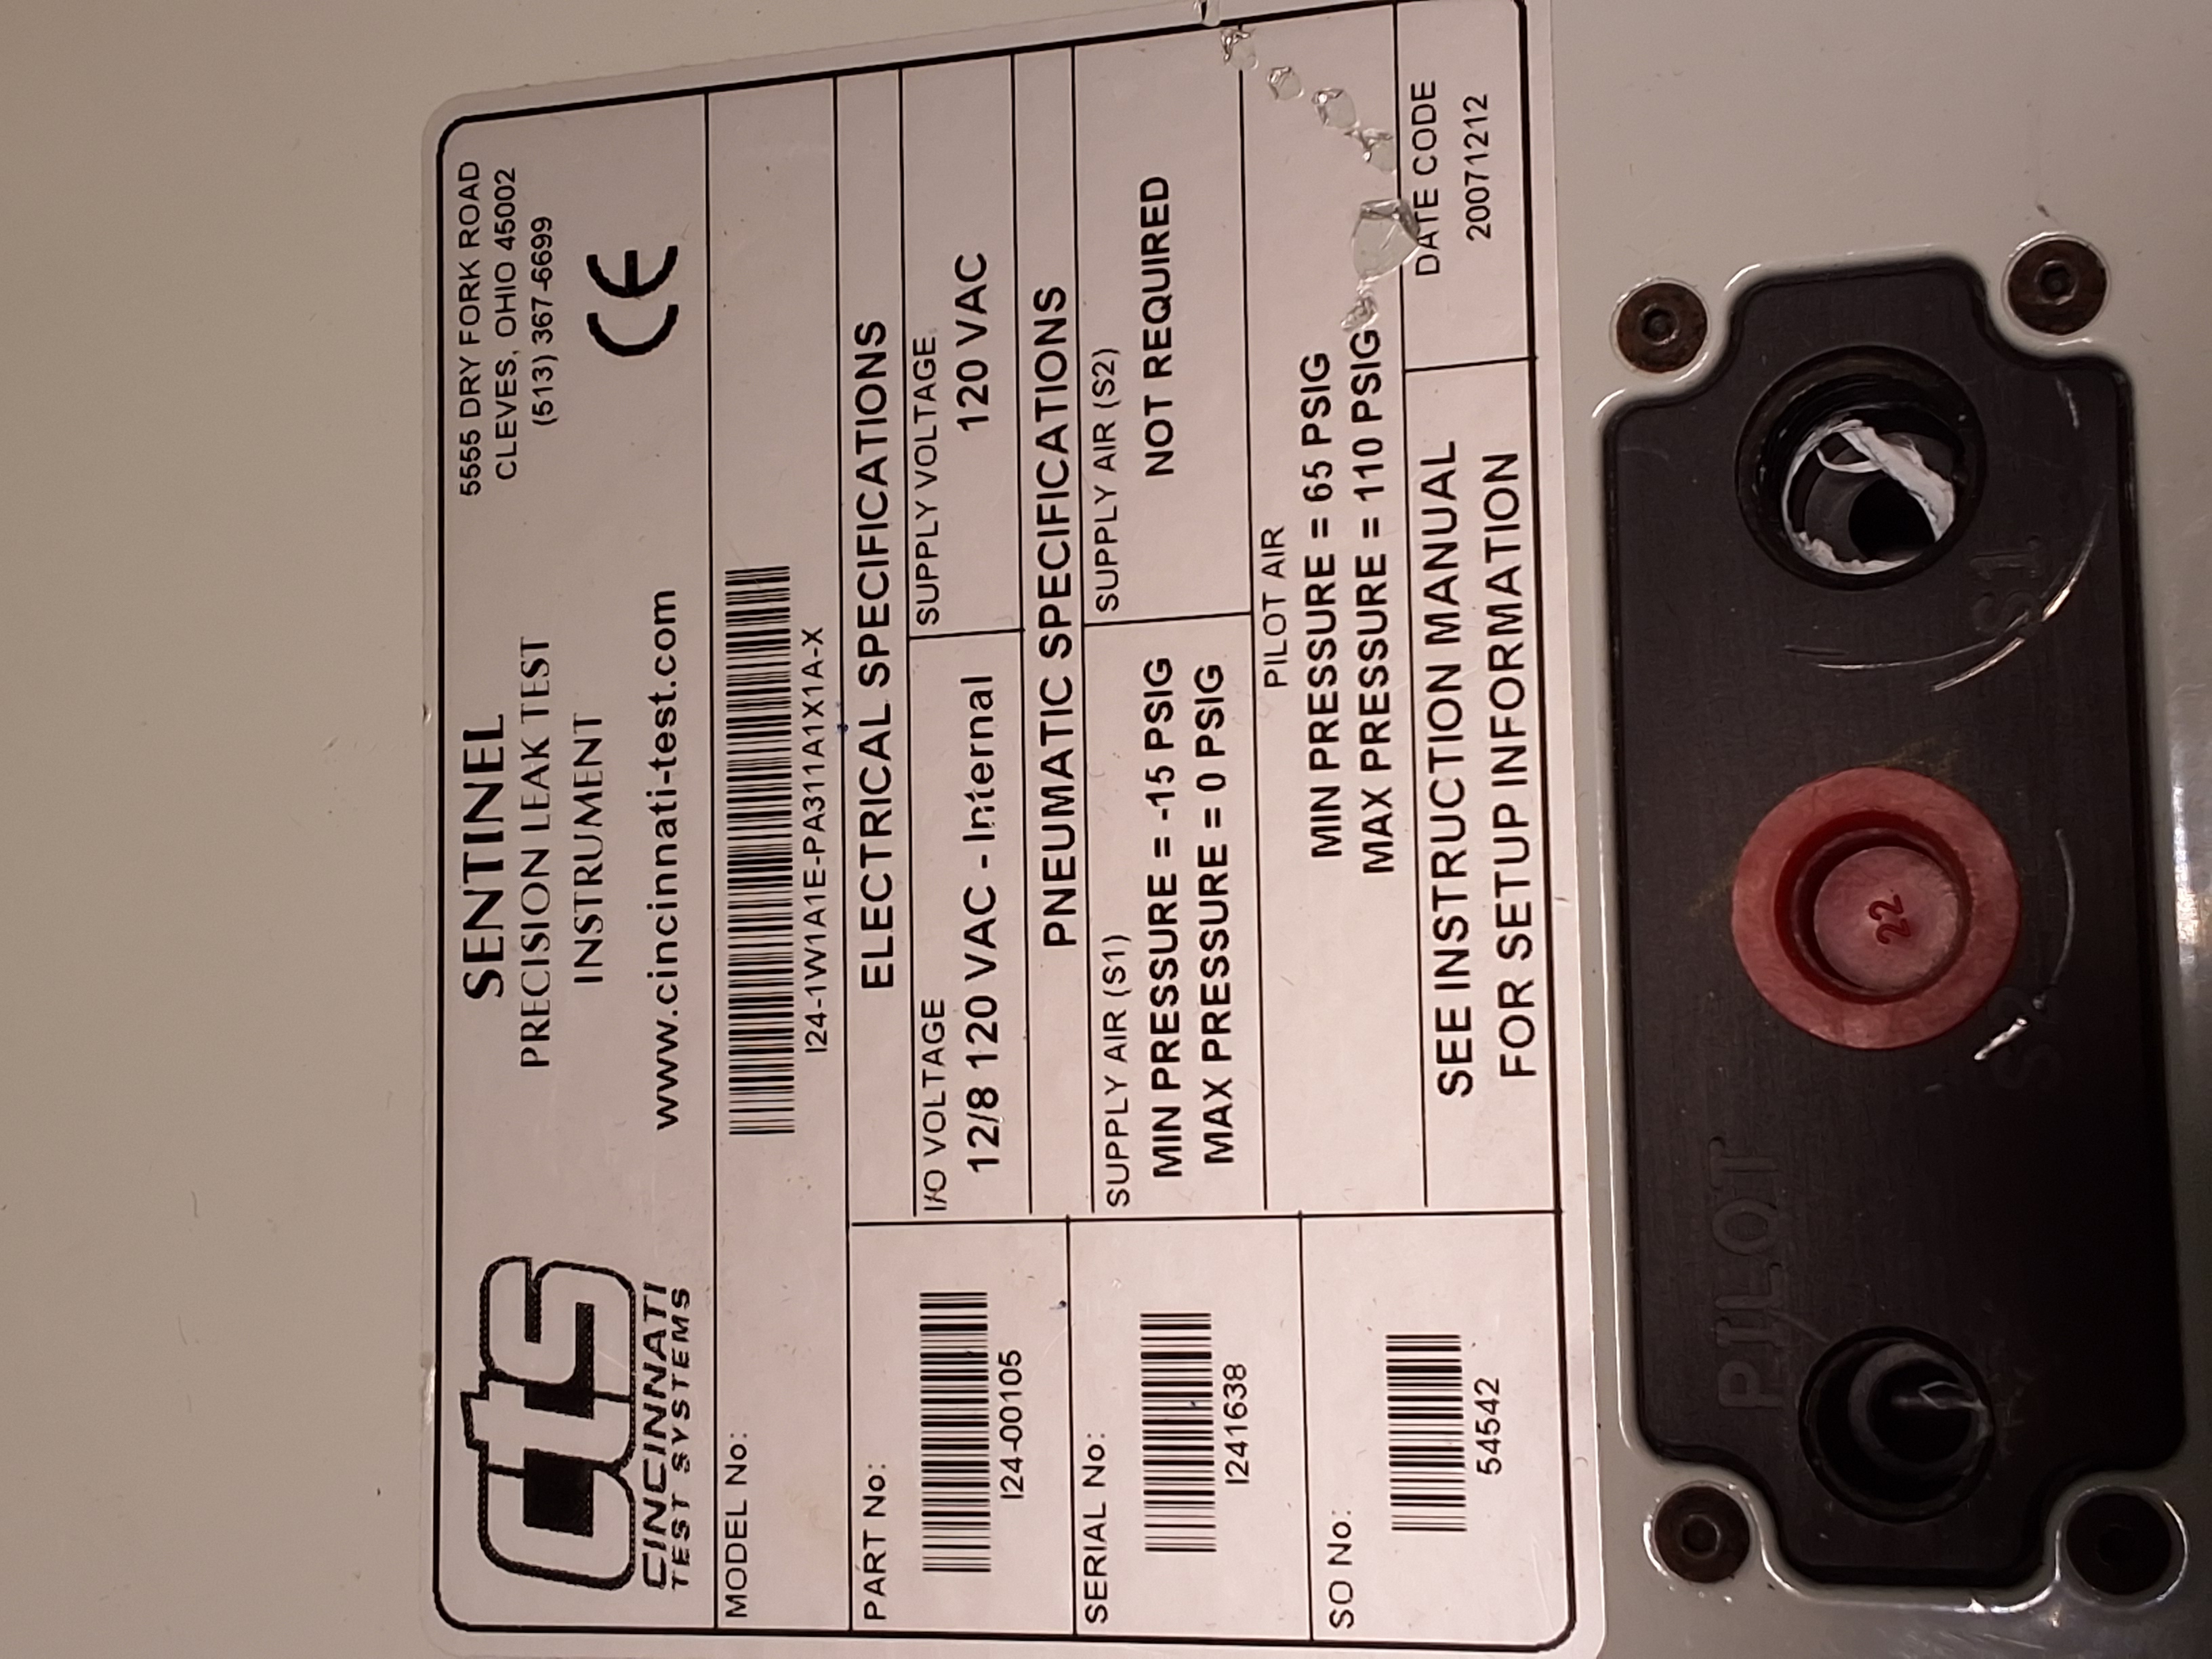 cts
CINCINNATI
TEST SYSTEMS
SENTINEL
PRECISION LEAK TEST
INSTRUMENT
www.cincinnati-test.com
5555 DRY FORK ROAD
CLEVES, OHIO 45002
(513) 367-6699
CE
MODEL No:
I24-1W1A1E-PA311A1X1A-X
PART No:
I24-00105
SERIAL No:
I241638
SO No:
54542
ELECTRICAL SPECIFICATIONS
I/O VOLTAGE
12/8 120 VAC - Internal
SUPPLY VOLTAGE
120 VAC
PNEUMATIC SPECIFICATIONS
SUPPLY AIR (S1)
MIN PRESSURE = -15 PSIG
MAX PRESSURE = 0 PSIG
SUPPLY AIR (S2)
NOT REQUIRED
PILOT AIR
MIN PRESSURE = 65 PSIG
MAX PRESSURE = 110 PSIG
SEE INSTRUCTION MANUAL
FOR SETUP INFORMATION
DATE CODE
20071212
PILOT
S2
S1
22